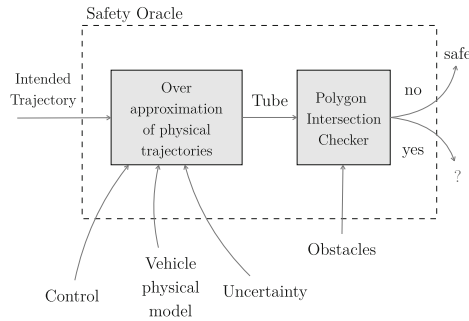 Safety Oracle
Intended
Trajectory
Over
approximation
of physical
trajectories
Tube
Polygon
Intersection
Checker
no
safe
yes
?
Control
Vehicle
physical
model
Uncertainty
Obstacles